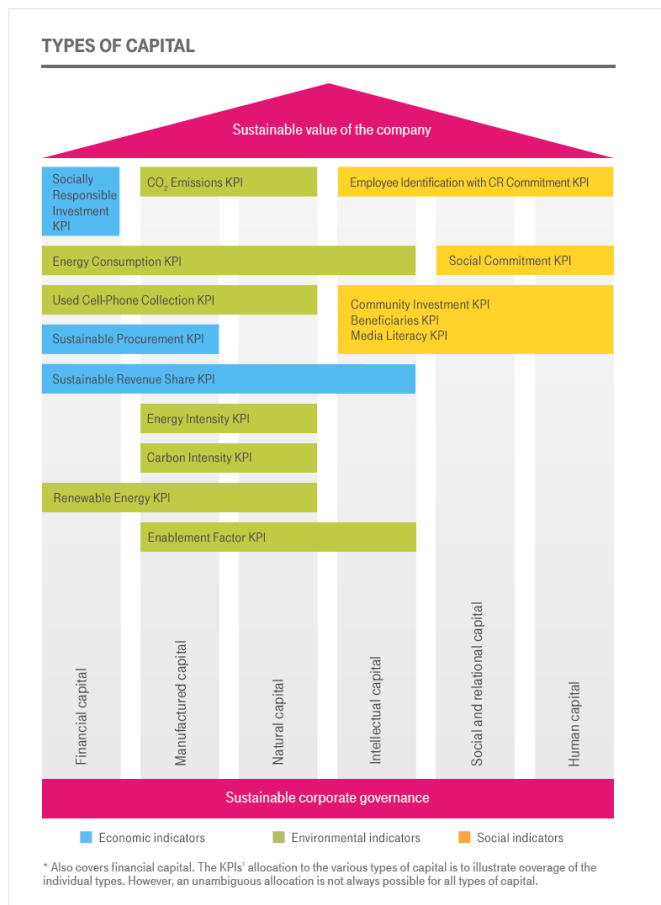 TYPES OF CAPITAL
Sustainable value of the company
Socially
Responsible
Investment
KPI
CO₂ Emissions KPI
Employee Identification with CR Commitment KPI
Energy Consumption KPI
Social Commitment KPI
Used Cell-Phone Collection KPI
Community Investment KPI
Beneficiaries KPI
Media Literacy KPI
Sustainable Procurement KPI
Sustainable Revenue Share KPI
Energy Intensity KPI
Carbon Intensity KPI
Renewable Energy KPI
Enablement Factor KPI
Financial capital
Manufactured capital
Natural capital
Intellectual capital
Social and relational capital
Human capital
Sustainable corporate governance
Economic indicators
Environmental indicators
Social indicators
* Also covers financial capital. The KPIs' allocation to the various types of capital is to illustrate coverage of the
individual types. However, an unambiguous allocation is not always possible for all types of capital.